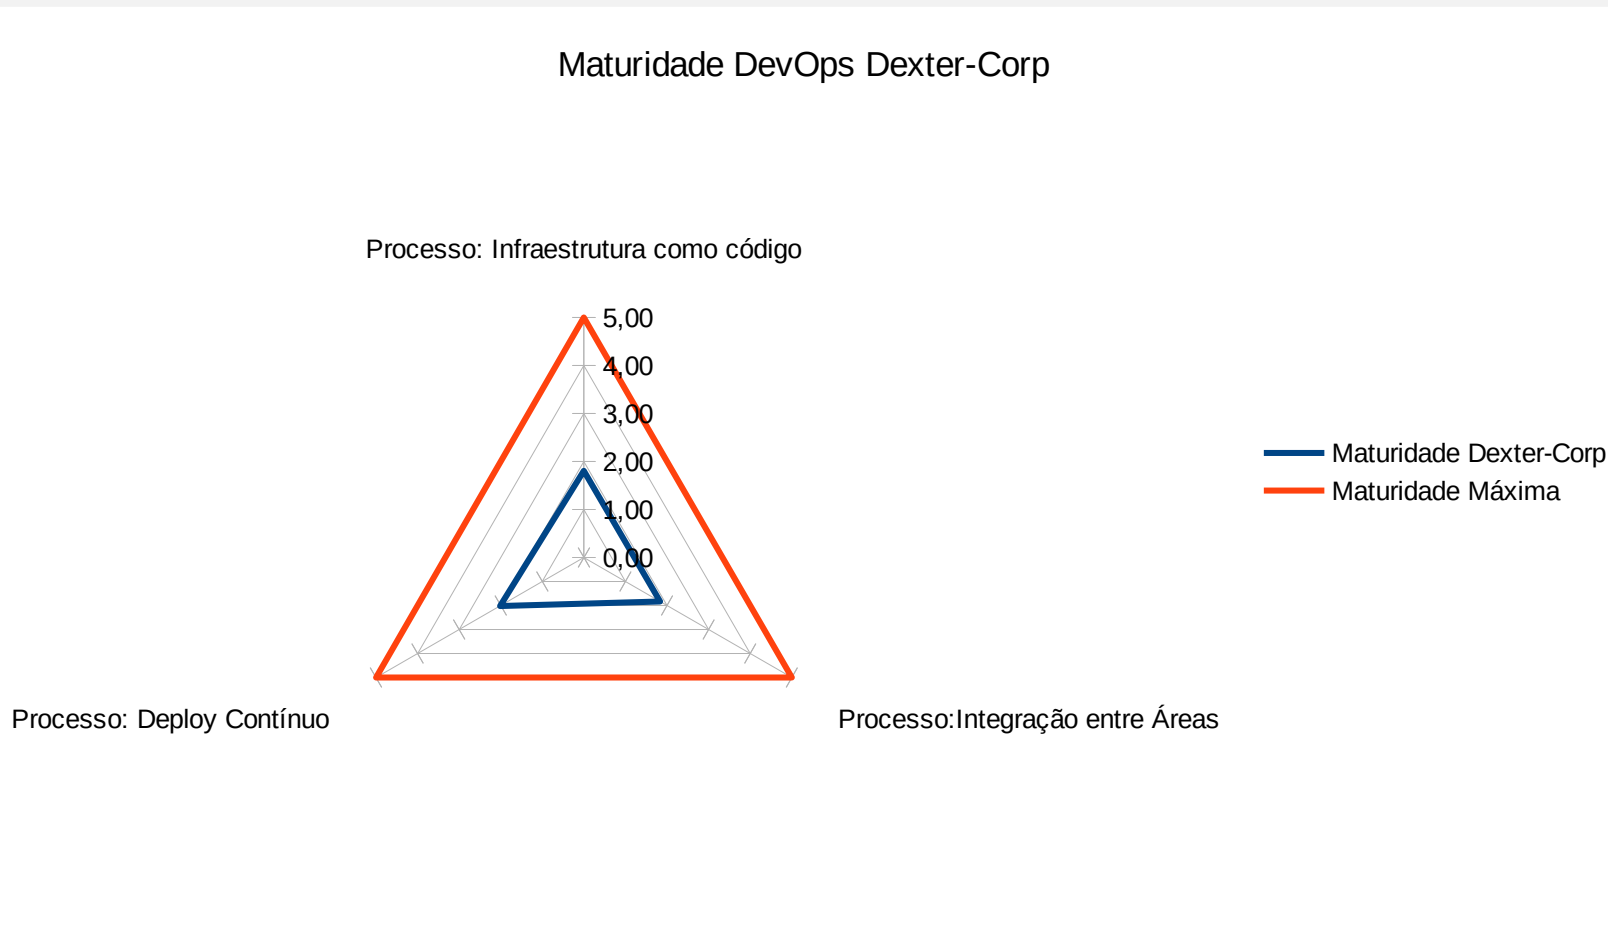 Maturidade DevOps Dexter-Corp
Processo: Infraestrutura como código
5,00
4,00
3,00
2,00
1,00
0,00
Maturidade Dexter-Corp
Maturidade Máxima
Processo: Deploy Contínuo
Processo:Integração entre Áreas